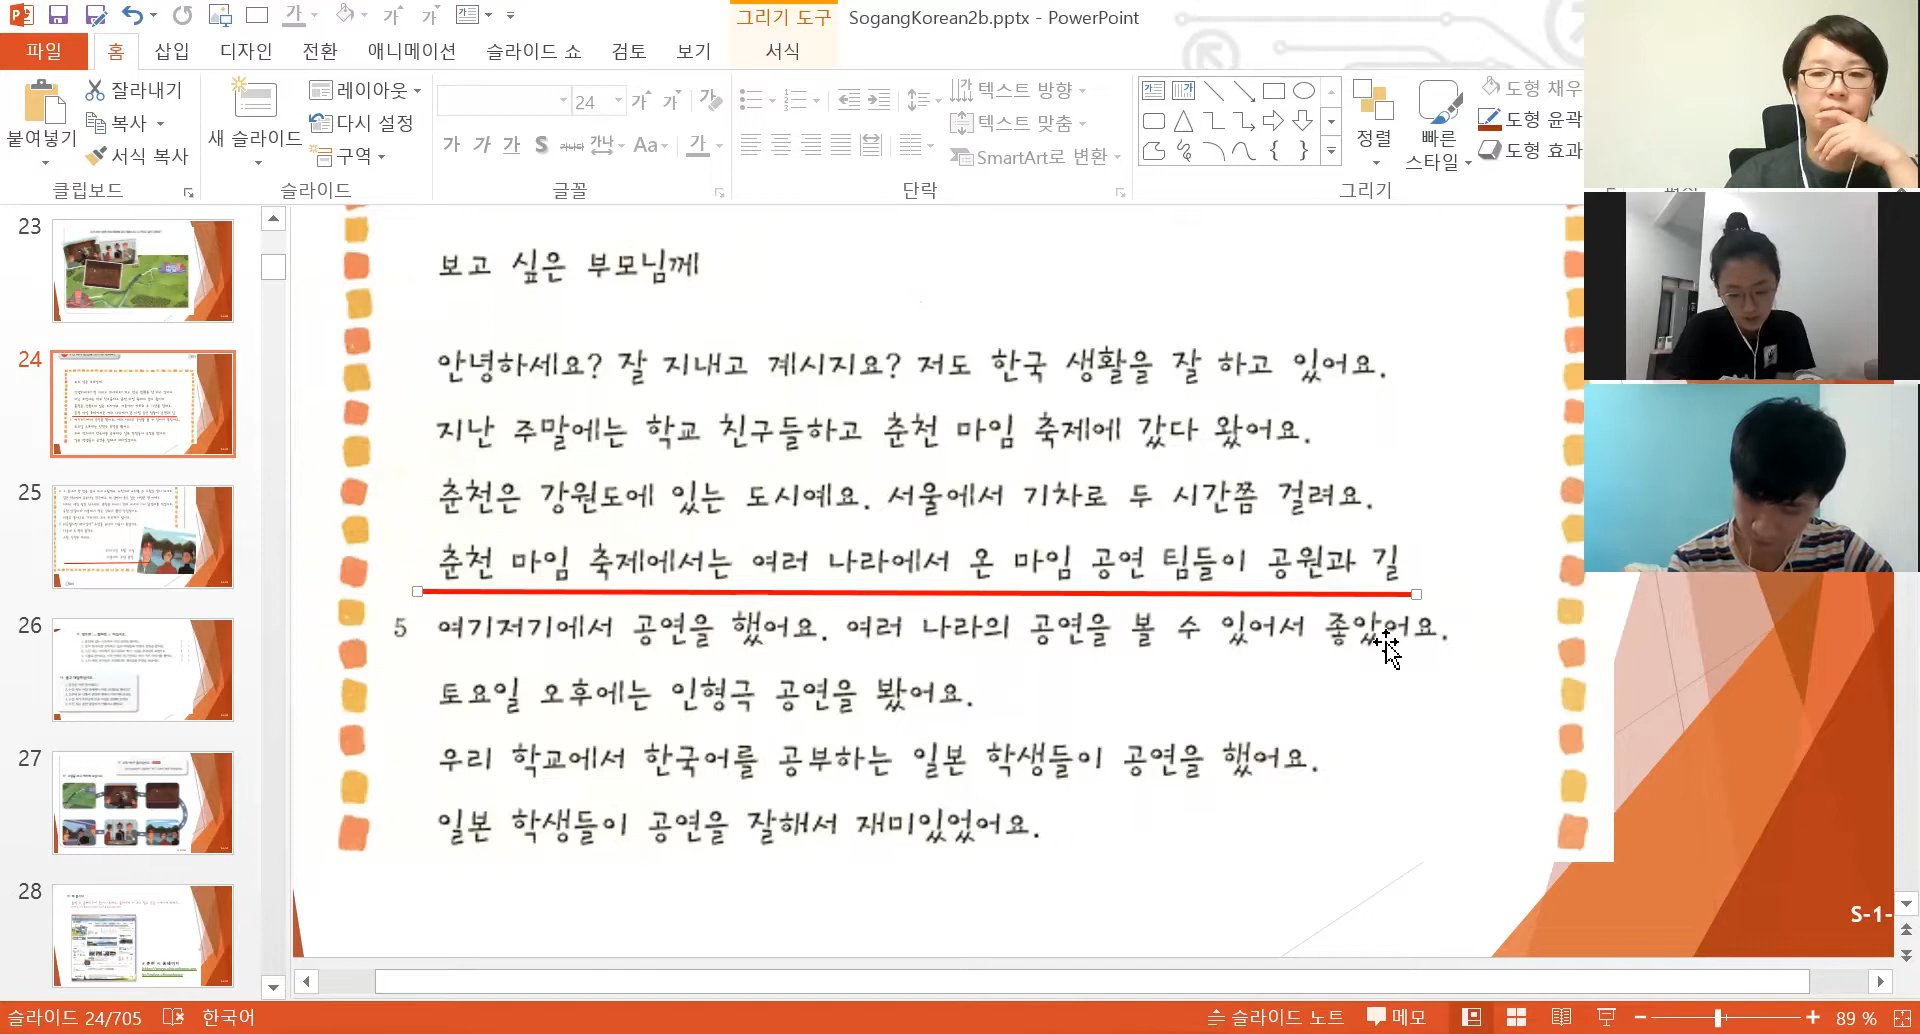 그리기 도구
SogangKorean2b.pptx - PowerPoint
파일 홈 삽입 디자인 전환 애니메이션 슬라이드 쇼 검토 보기 서식
붙여넣기
잘라내기
복사
서식 복사
클립보드
새 슬라이드
레이아웃
다시 설정
구역
슬라이드
24
글꼴
텍스트 방향
텍스트 맞춤
SmartArt로 변환
단락
정렬
빠른 스타일
도형 채우
도형 윤곽
도형 효과
그리기
23
24
25
26
27
28
보고 싶은 부모님께
안녕하세요? 잘 지내고 계시지요? 저도 한국 생활을 잘 하고 있어요.
지난 주말에는 학교 친구들하고 춘천 마임 축제에 갔다 왔어요.
춘천은 강원도에 있는 도시예요. 서울에서 기차로 두 시간쯤 걸려요.
춘천 마임 축제에서는 여러 나라에서 온 마임 공연 팀들이 공원과 길
5 여기저기에서 공연을 했어요. 여러 나라의 공연을 볼 수 있어서 좋았어요.
토요일 오후에는 인형극 공연을 봤어요.
우리 학교에서 한국어를 공부하는 일본 학생들이 공연을 했어요.
일본 학생들이 공연을 잘해서 재미있었어요.
S-1-
슬라이드 24/705 한국어
슬라이드 노트 메모
89 %